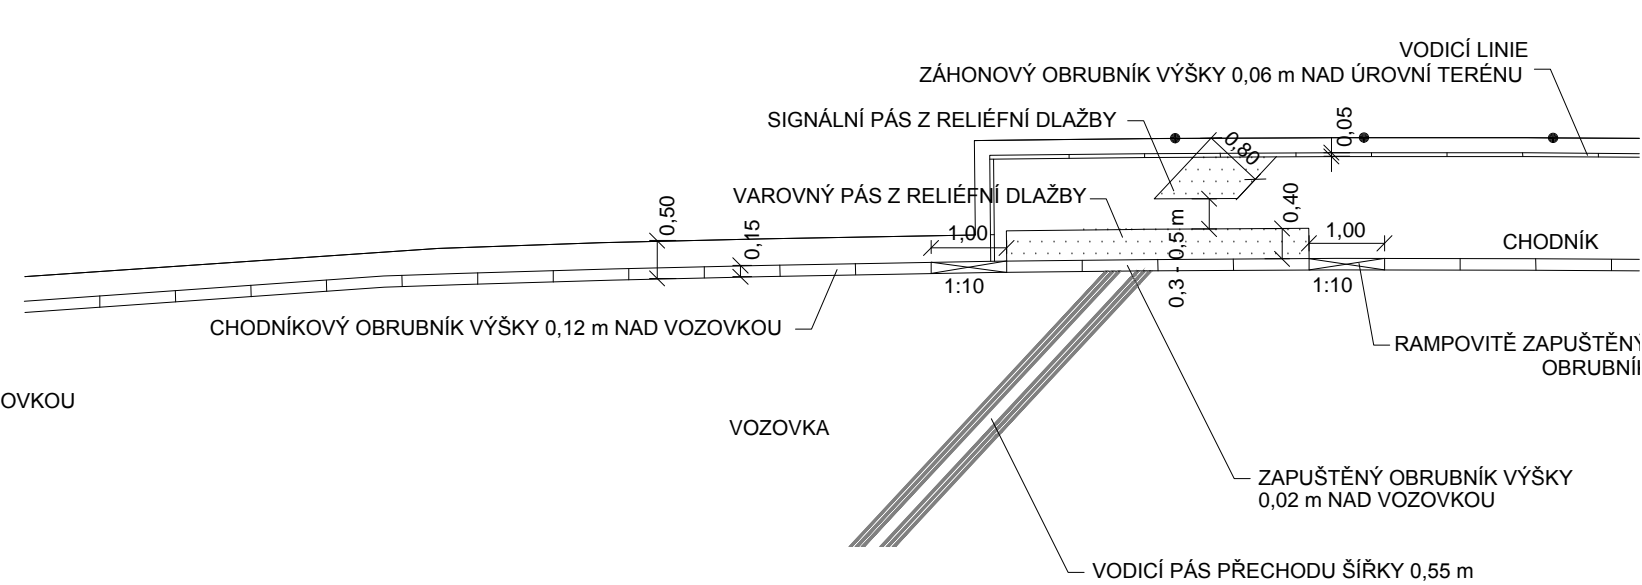 VODICÍ LINIE
ZÁHONOVÝ OBRUBNÍK VÝŠKY 0,06 m NAD ÚROVNÍ TERÉNU
SIGNÁLNÍ PÁS Z RELIÉFNÍ DLAŽBY
0,05
0,80
VAROVNÝ PÁS Z RELIÉFNÍ DLAŽBY
0,50
0,15
1,00
0,3 - 0,5 m
0,40
1,00
CHODNÍK
1:10
1:10
CHODNÍKOVÝ OBRUBNÍK VÝŠKY 0,12 m NAD VOZOVKOU
RAMPOVITĚ ZAPUŠTĚNÝ
OBRUBNÍK
OVKOU
VOZOVKA
ZAPUŠTĚNÝ OBRUBNÍK VÝŠKY
0,02 m NAD VOZOVKOU
VODICÍ PÁS PŘECHODU ŠÍŘKY 0,55 m